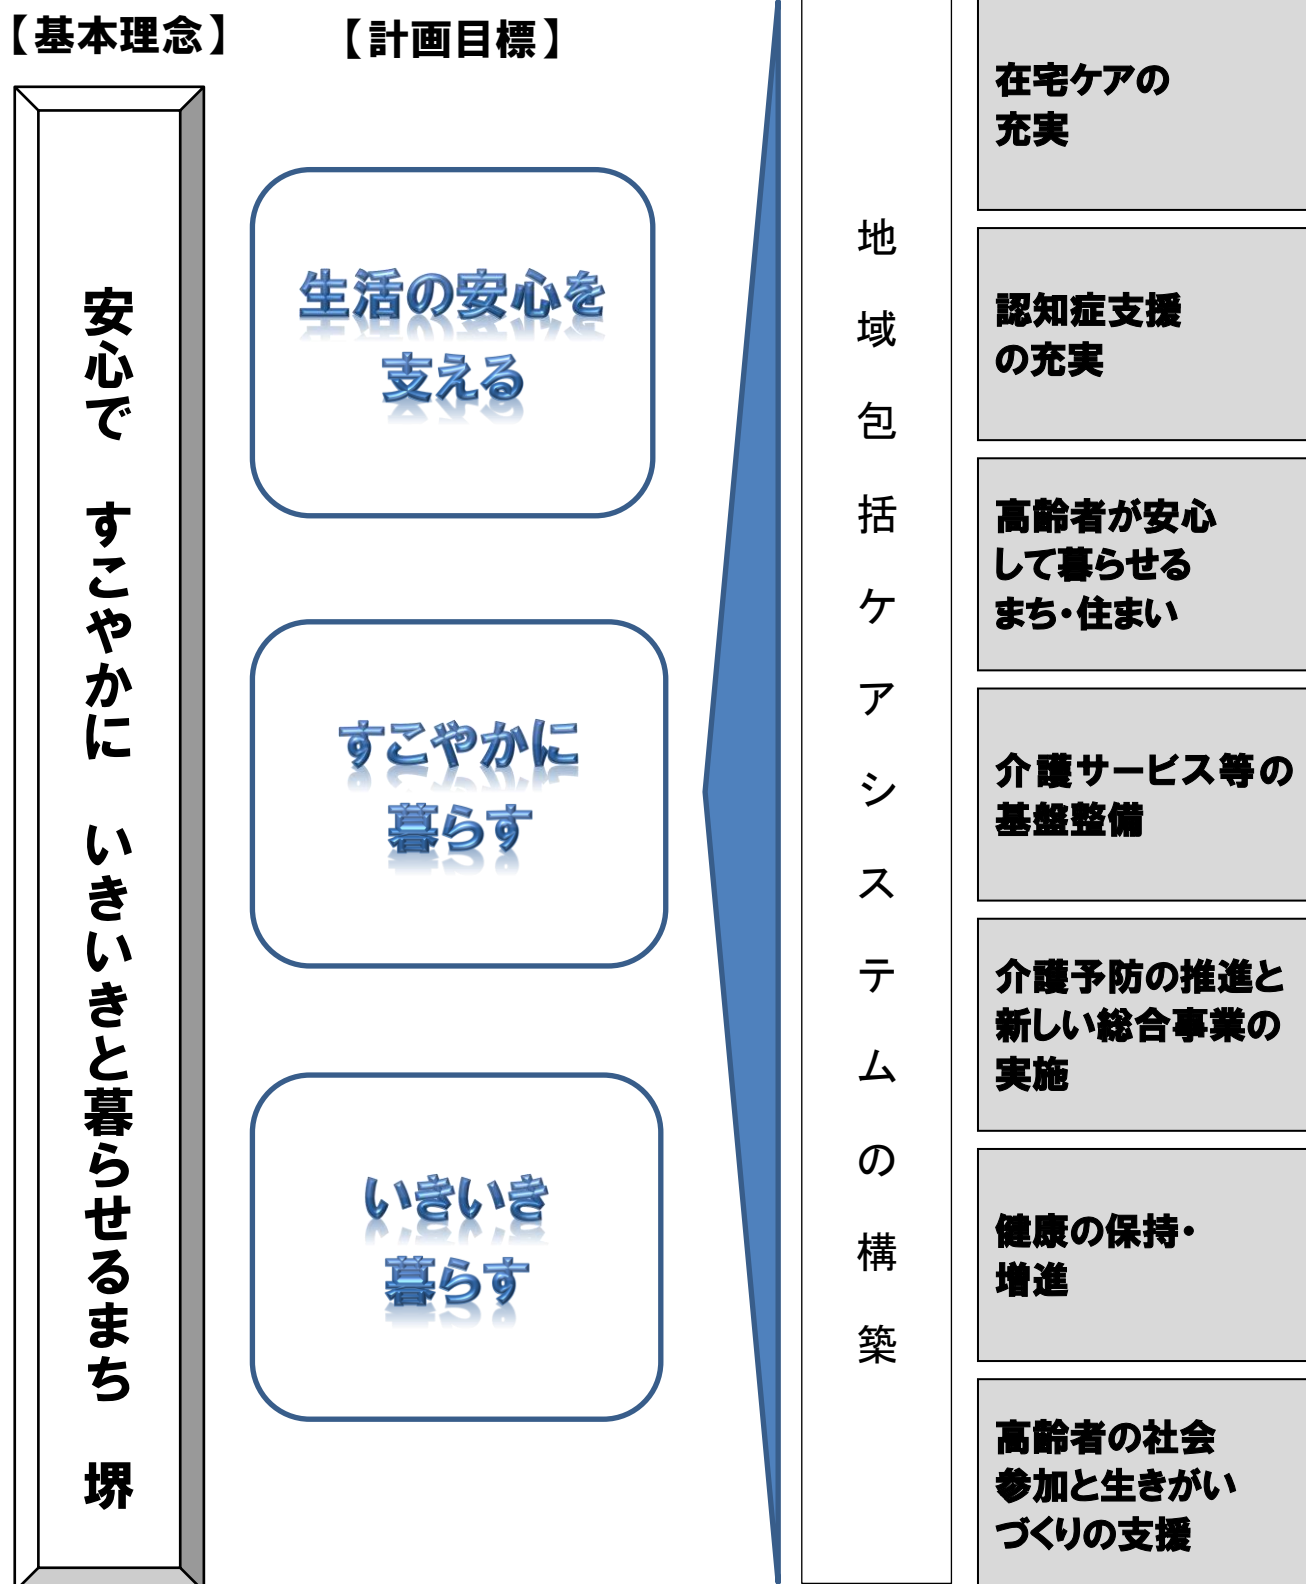 【基本理念】
【計画目標】
安心で　すこやかに　いきいきと暮らせるまち　堺
生活の安心を
支える
すこやかに
暮らす
いきいき
暮らす
地域包括ケアシステムの構築
在宅ケアの
充実
認知症支援
の充実
高齢者が安心
して暮らせる
まち・住まい
介護サービス等の
基盤整備
介護予防の推進と
新しい総合事業の
実施
健康の保持・
増進
高齢者の社会
参加と生きがい
づくりの支援